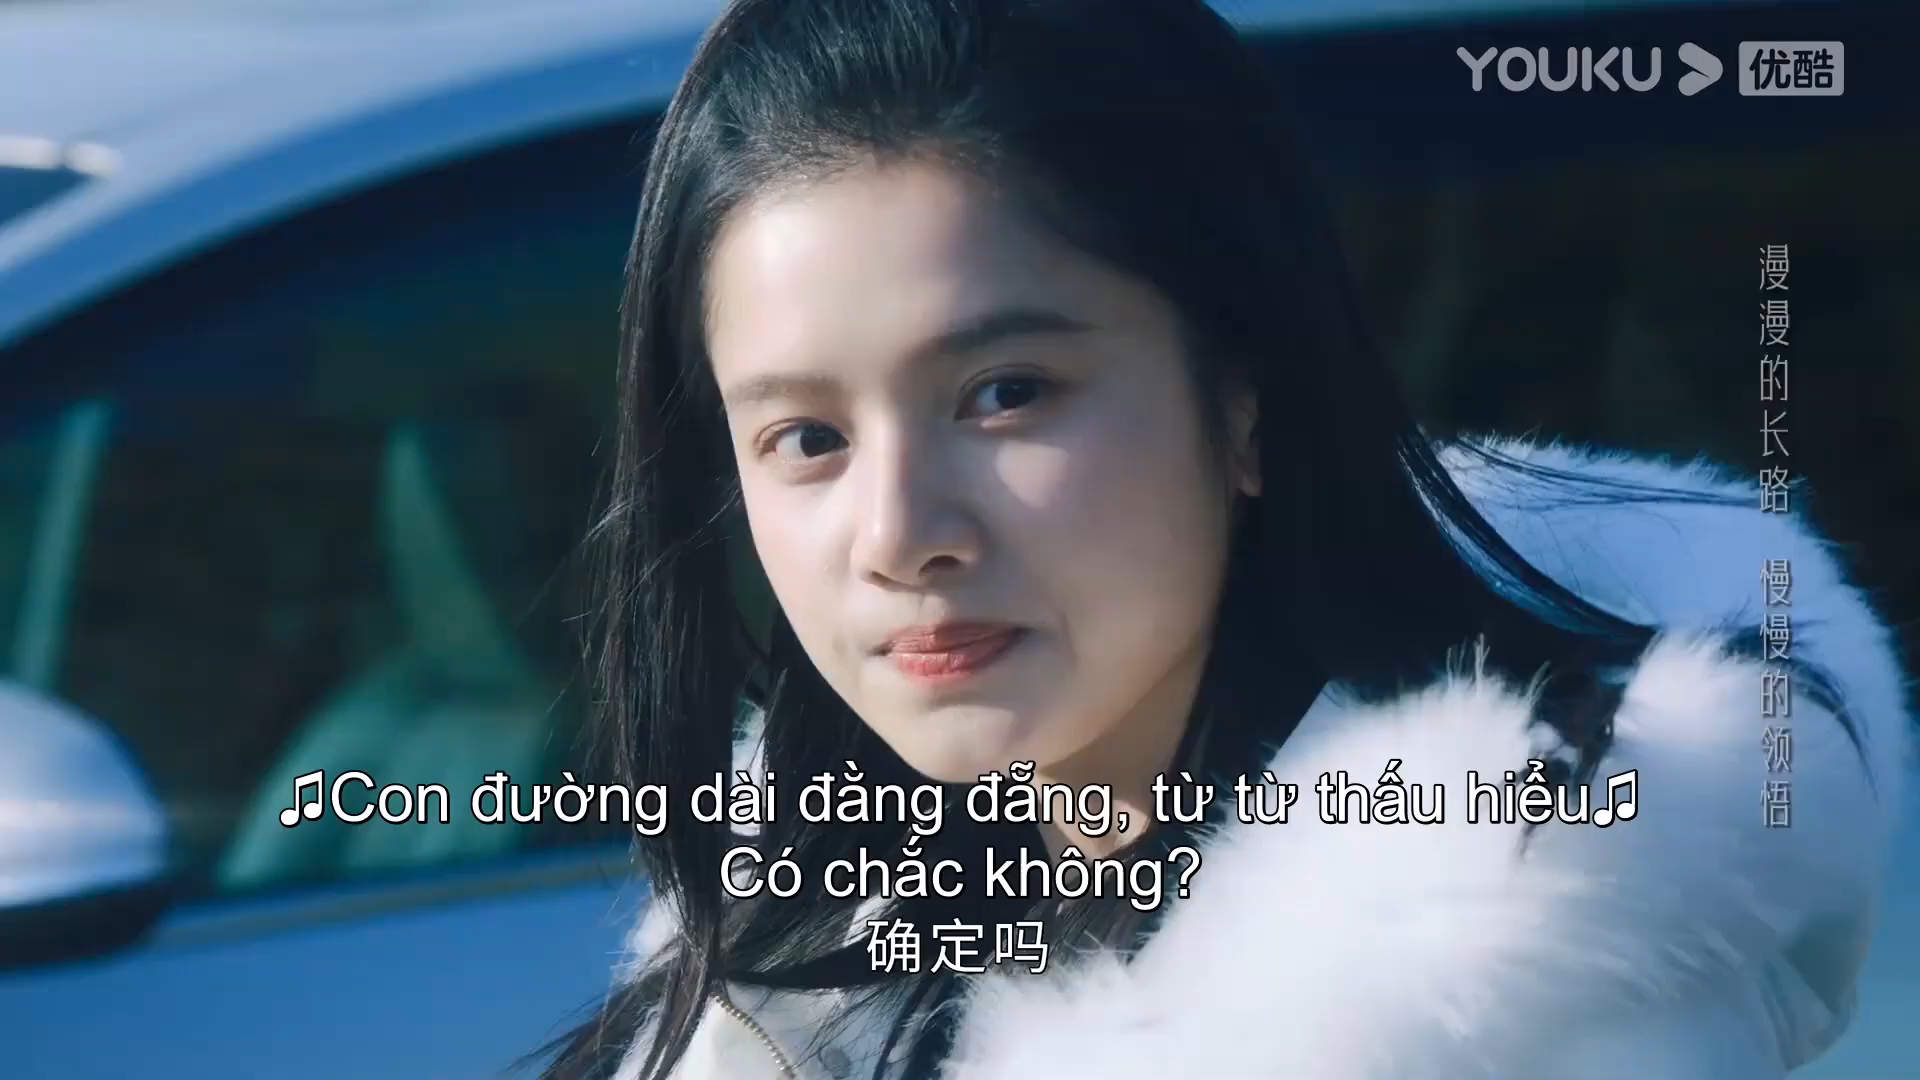 YOUKU 优酷
漫漫的长路 慢慢的领悟
♫Con đường dài đằng đẵng, từ từ thấu hiểu♫
Có chắc không?
确定吗